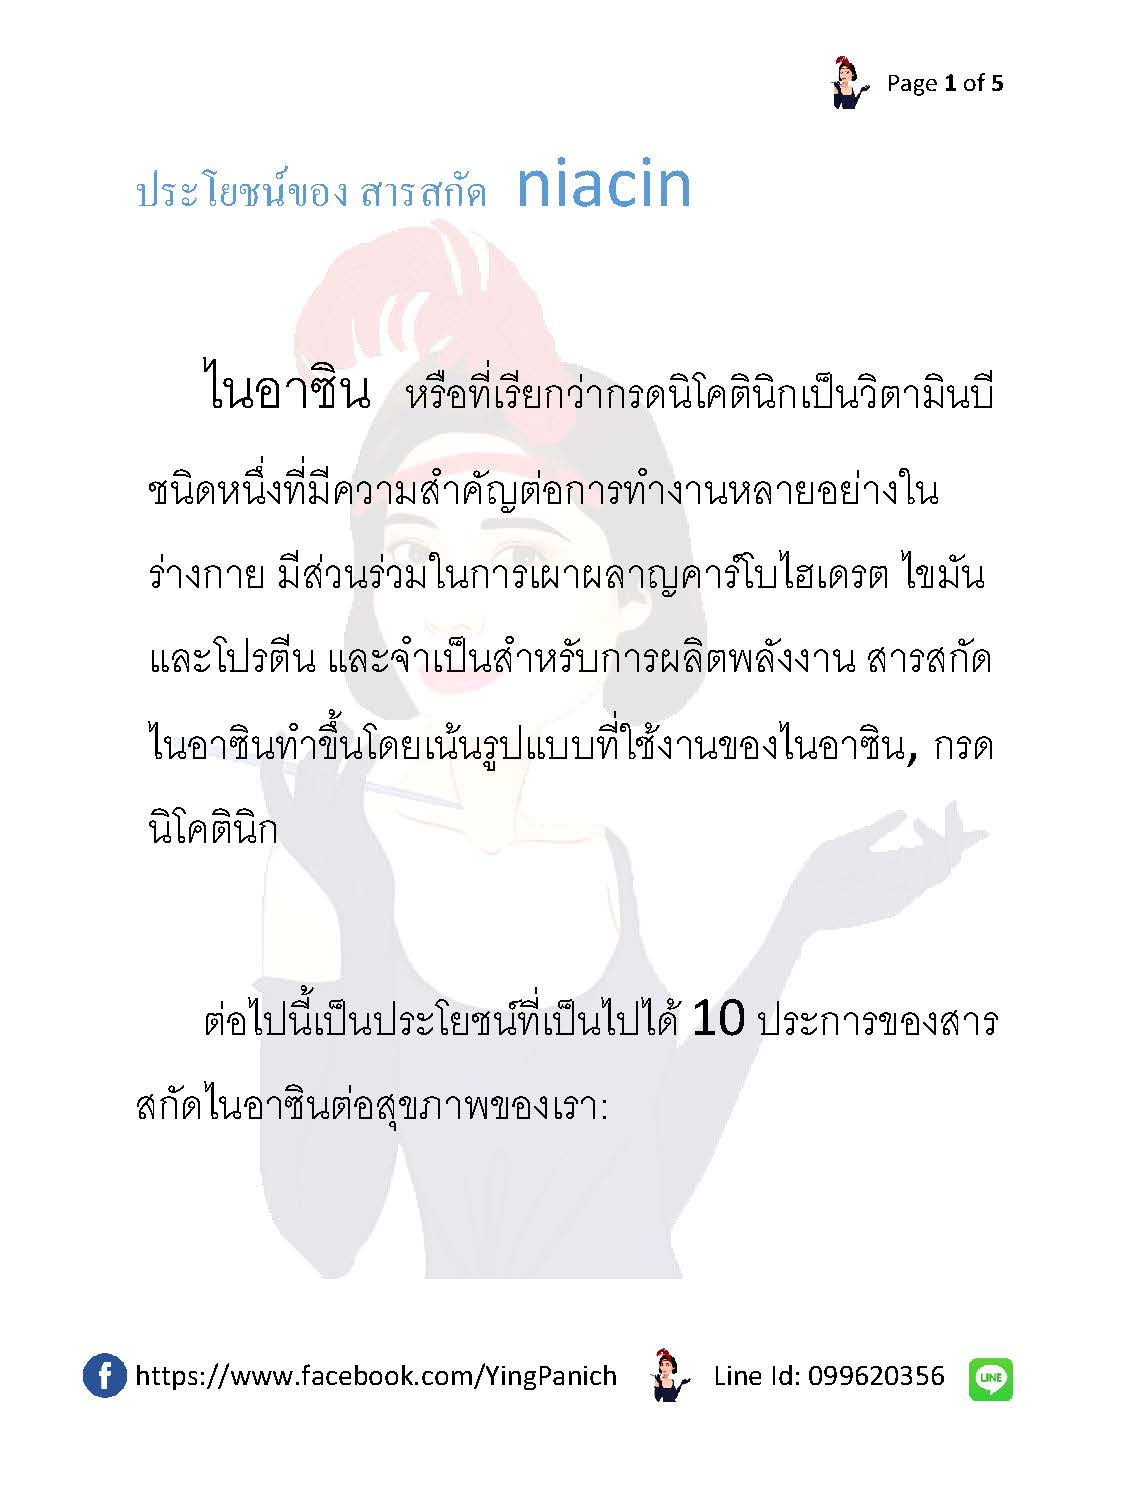 Page 1 of 5
ประโยชน์ของ สารสกัด niacin
ไนอาซิน หรือที่เรียกว่ากรดนิโคตินิกเป็นวิตามินบี
ชนิดหนึ่งที่มีความสำคัญต่อการทำงานหลายอย่างใน
ร่างกาย มีส่วนร่วมในการเผาผลาญคาร์โบไฮเดรต ไขมัน
และโปรตีน และจำเป็นสำหรับการผลิตพลังงาน สารสกัด
ไนอาซินทำขึ้นโดยเน้นรูปแบบที่ใช้งานของไนอาซิน, กรด
นิโคตินิก
ต่อไปนี้เป็นประโยชน์ที่เป็นไปได้ 10 ประการของสาร
สกัดไนอาซินต่อสุขภาพของเรา:
https://www.facebook.com/YingPanich Line Id: 099620356 LINE